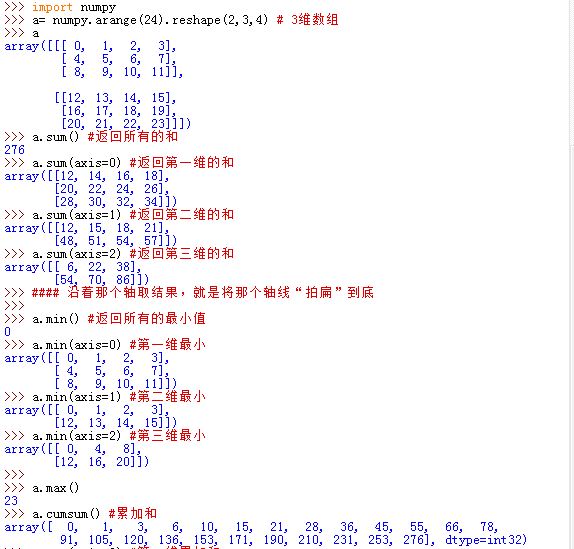 >>> import numpy
>>> a= numpy.arange(24).reshape(2,3,4) # 3维数组
>>> a
array([[[ 0, 1, 2, 3],
[ 4, 5, 6, 7],
[ 8, 9, 10, 11]],
[[12, 13, 14, 15],
[16, 17, 18, 19],
[20, 21, 22, 23]]])
>>> a.sum() #返回所有的和
276
>>> a.sum(axis=0) #返回第一维的和
array([[12, 14, 16, 18],
[20, 22, 24, 26],
[28, 30, 32, 34]])
>>> a.sum(axis=1) #返回第二维的和
array([[12, 15, 18, 21],
[48, 51, 54, 57]])
>>> a.sum(axis=2) #返回第三维的和
array([[ 6, 22, 38],
[54, 70, 86]])
>>> #### 沿着那个轴取结果，就是将那个轴线“拍扁”到底
>>>
>>> a.min() #返回所有的最小值
0
>>> a.min(axis=0) #第一维最小
array([[ 0, 1, 2, 3],
[ 4, 5, 6, 7],
[ 8, 9, 10, 11]])
>>> a.min(axis=1) #第二维最小
array([[ 0, 1, 2, 3],
[12, 13, 14, 15]])
>>> a.min(axis=2) #第三维最小
array([[ 0, 4, 8],
[12, 16, 20]])
>>>
>>> a.max()
23
>>> a.cumsum() #累加和
array([ 0, 1, 3, 6, 10, 15, 21, 28, 36, 45, 55, 66, 78,
91, 105, 120, 136, 153, 171, 190, 210, 231, 253, 276], dtype=int32)